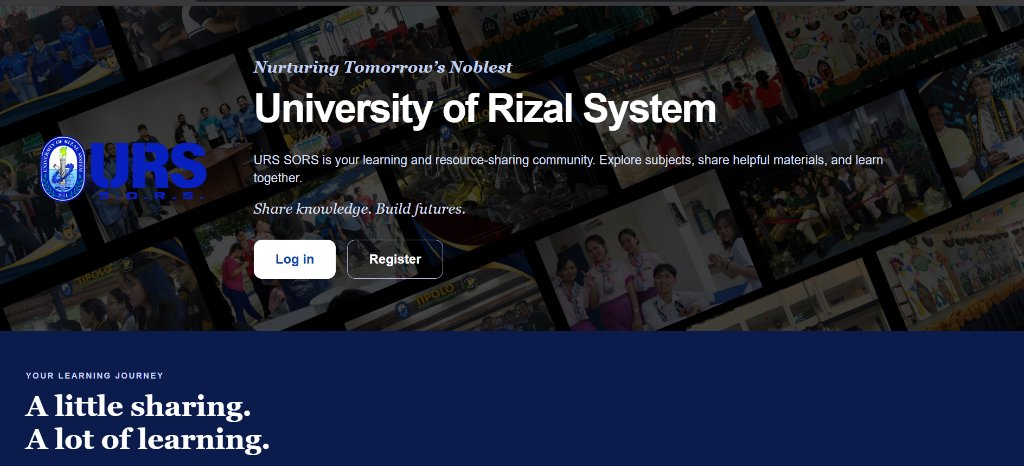 Nurturing Tomorrow's Noblest
University of Rizal System
URS
S.O.R.S.
URS SORS is your learning and resource-sharing community. Explore subjects, share helpful materials, and learn
together.
Share knowledge. Build futures.
Log in
Register
TIPOLO
YOUR LEARNING JOURNEY
A little sharing.
A lot of learning.